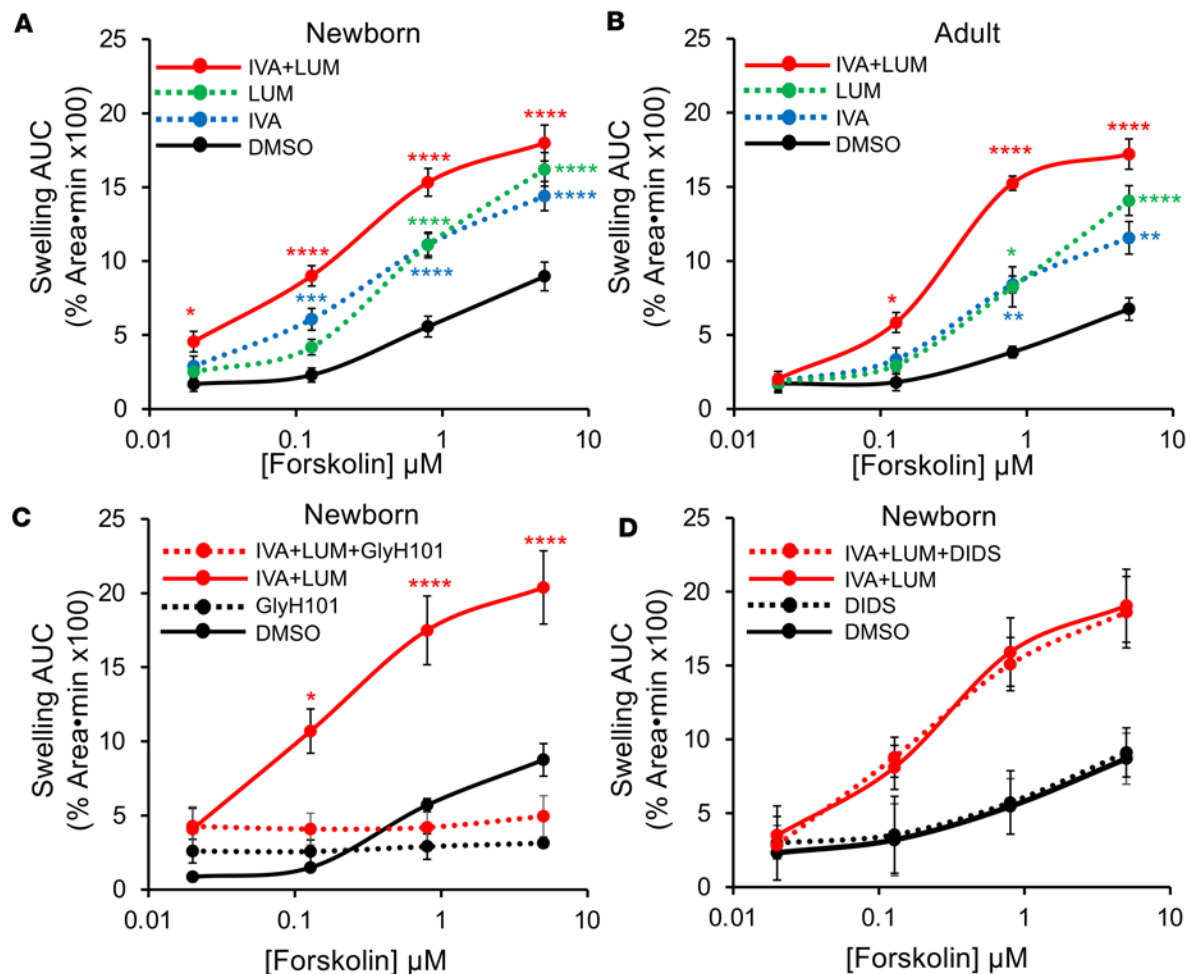 A
Newborn
IVA+LUM
LUM
IVA
DMSO
Swelling AUC
(% Area•min x100)
25
20
15
10
5
0
****
****
****
*
****
****
***
****
****
0.01
0.1
1
10
[Forskolin] µM
B
Adult
IVA+LUM
LUM
IVA
DMSO
Swelling AUC
(% Area•min x100)
25
20
15
10
5
0
****
****
*
****
**
*
**
0.01
0.1
1
10
[Forskolin] µM
C
Newborn
IVA+LUM+GlyH101
IVA+LUM
GlyH101
DMSO
Swelling AUC
(% Area•min x100)
25
20
15
10
5
0
****
****
*
0.01
0.1
1
10
[Forskolin] µM
D
Newborn
IVA+LUM+DIDS
IVA+LUM
DIDS
DMSO
Swelling AUC
(% Area•min x100)
25
20
15
10
5
0
0.01
0.1
1
10
[Forskolin] µM